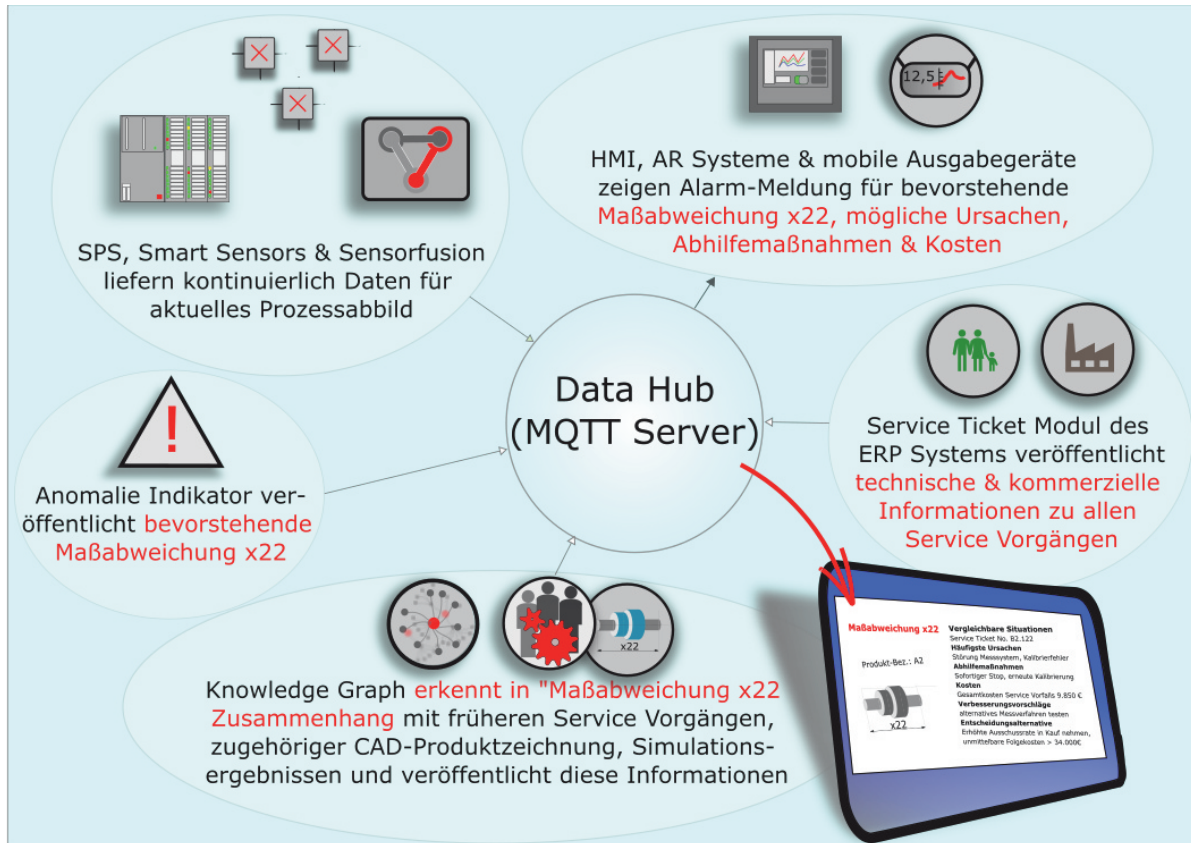 12,5
HMI, AR Systeme & mobile Ausgabegeräte
zeigen Alarm-Meldung für bevorstehende
Maßabweichung x22, mögliche Ursachen,
Abhilfemaßnahmen & Kosten
SPS, Smart Sensors & Sensorfusion
liefern kontinuierlich Daten für
aktuelles Prozessabbild
Data Hub
(MQTT Server)
Service Ticket Modul des
ERP Systems veröffentlicht
technische & kommerzielle
Informationen zu allen
Service Vorgängen
!
Anomalie Indikator ver-
öffentlicht bevorstehende
Maßabweichung x22
x22
Knowledge Graph erkennt in "Maßabweichung x22
Zusammenhang mit früheren Service Vorgängen,
zugehöriger CAD-Produktzeichnung, Simulations-
ergebnissen und veröffentlicht diese Informationen
Maßabweichung x22
Produkt-Bez.: A2
x22
Vergleichbare Situationen
Service Ticket No. B2.122
Häufigste Ursachen
Störung Messsystem, Kalibrierfehler
Abhilfemaßnahmen
Sofortiger Stop, erneute Kalibrierung
Kosten
Gesamtkosten Service Vorfalls 9.850 €
Verbesserungsvorschläge
alternatives Messverfahren testen
Entscheidungsalternative
Erhöhte Ausschussrate in Kauf nehmen,
unmittelbare Folgekosten > 34.000€